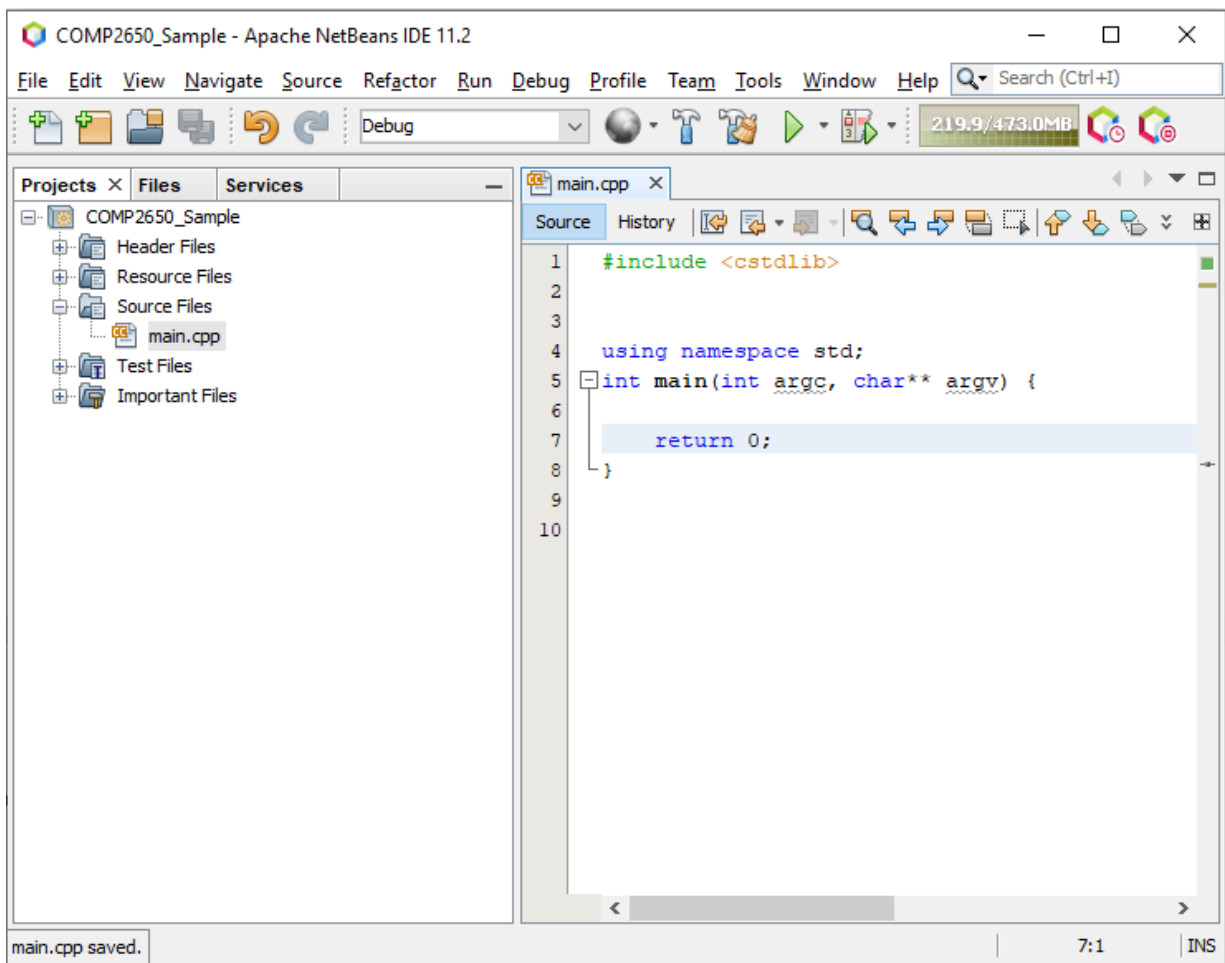 COMP2650_Sample - Apache NetBeans IDE 11.2
File Edit View Navigate Source Refactor Run Debug Profile Team Tools Window Help Search (Ctrl+I)
Debug 219.9/473.0MB
Projects Files Services
COMP2650_Sample
Header Files
Resource Files
Source Files
main.cpp
Test Files
Important Files
main.cpp
Source History
1 #include <cstdlib>
2
3
4 using namespace std;
5 int main(int argc, char** argv) {
6
7 return 0;
8 }
9
10
main.cpp saved. 7:1 INS